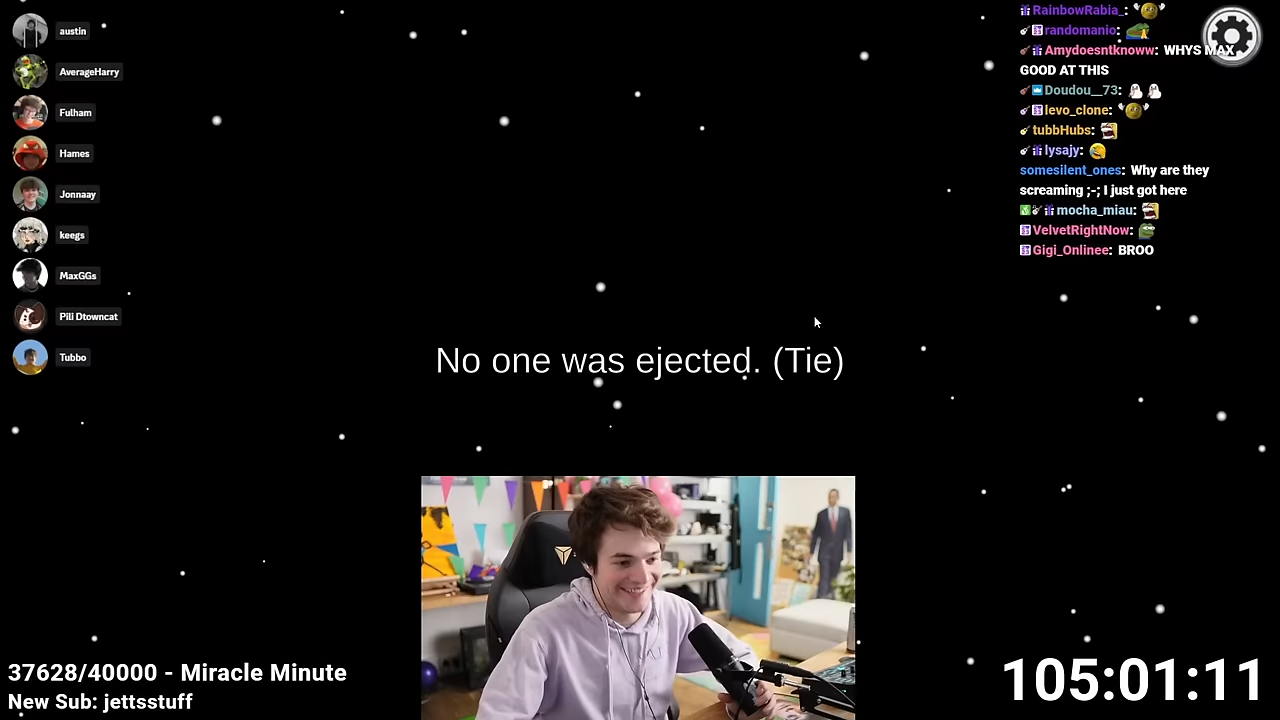 austin
AverageHarry
Fulham
Hames
Jonnaay
keegs
MaxGGs
Pili Dtowncat
Tubbo
RainbowRabia_:
randomanio:
Amydoesntknoww: WHYS MAX
GOOD AT THIS
Doudou__73:
levo_clone:
tubbHubs:
lysajy:
somesilent_ones: Why are they
screaming ;-; I just got here
mocha_miau:
VelvetRightNow:
Gigi_Onlinee: BROO
No one was ejected. (Tie)
37628/40000 - Miracle Minute
New Sub: jettsstuff
105:01:11